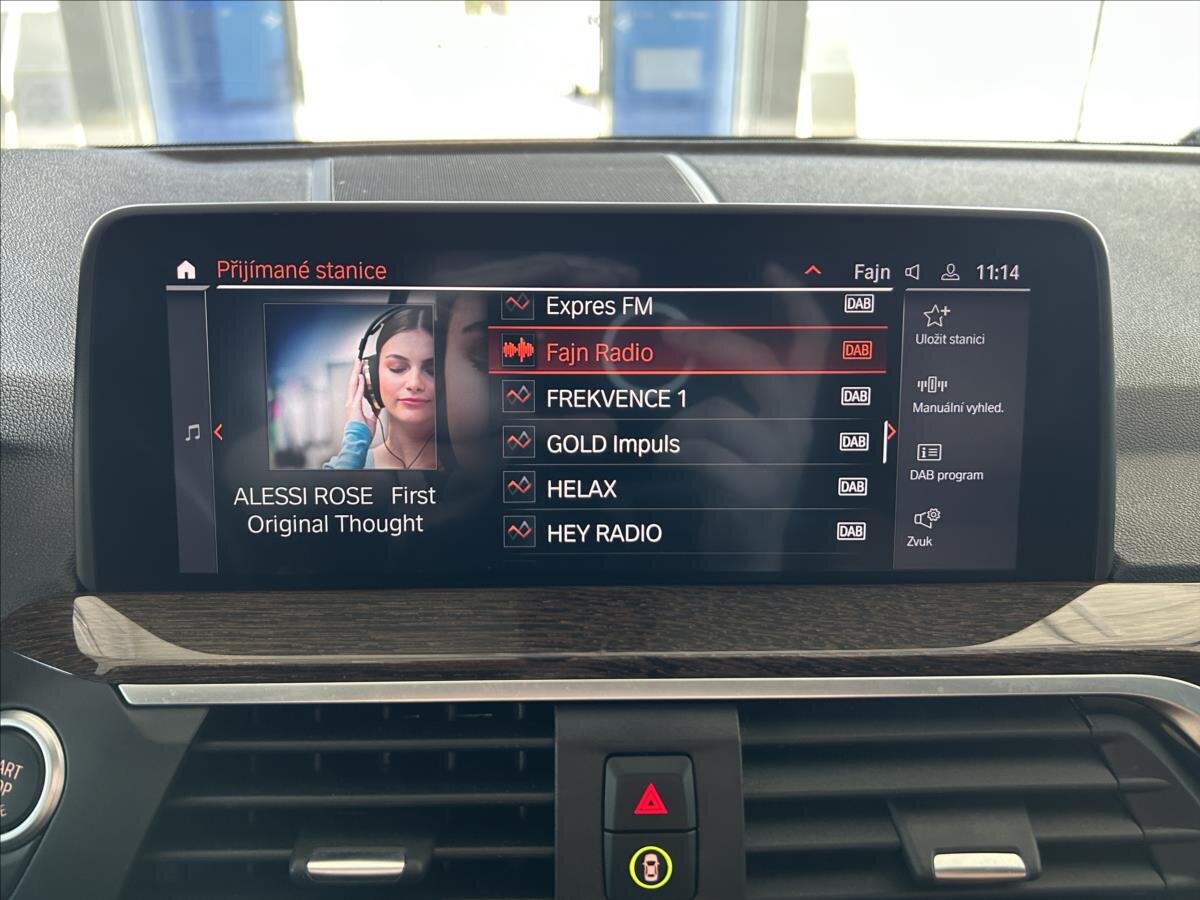 Přijímané stanice
Fajn 11:14
Expres FM DAB
Fajn Radio DAB
FREKVENCE 1 DAB
GOLD Impuls DAB
HELAX DAB
HEY RADIO DAB
ALESSI ROSE First
Original Thought
Uložit stanici
Manuální vyhled.
DAB program
Zvuk